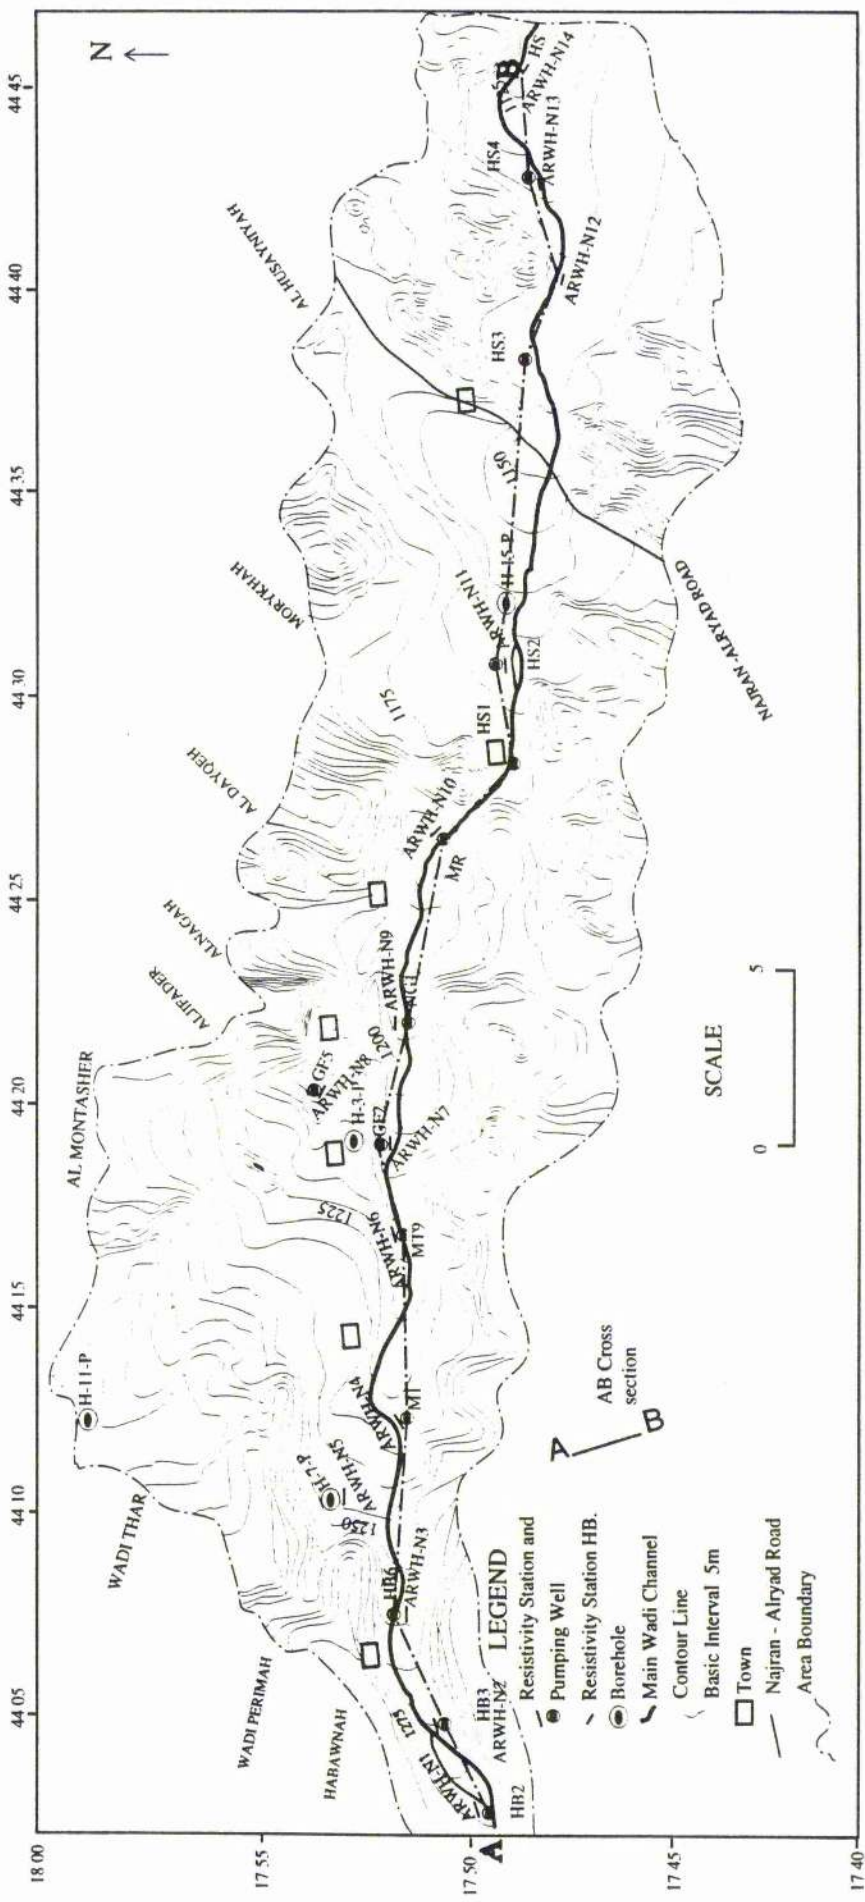 N
44 45
44 40
44 35
44 30
44 25
44 20
44 15
44 10
44 05
18 00
17 55
17 50
17 45
17 40
AL HUSAYNIYAH
MORYKHAH
AL DAYQEH
ALNAGAH
ALJIFADER
AL MONTASHER
WADI THAR
WADI PERIMAH
HABAWNAH
NAJRAN-ALRYAD ROAD
B
HS
ARWH-N14
ARWH-N13
HS4
ARWH-N12
HS3
1150
H-15-P
RWH-N11
HS2
HS1
1175
ARWH-N10
MR
ARWH-N9
NG1
1200
GF5
ARWH-N8
H-3-P
GF2
ARWH-N7
1225
ARWH-N6
MT9
H-11-P
ARWH-N4
MT
H-7-P
ARWH-N5
1250
HB6
ARWH-N3
1275
HB3
ARWH-N2
ARWH-N1
HB2
A
SCALE
0 5
A B
AB Cross
section
LEGEND
Resistivity Station and
Pumping Well
Resistivity Station HB.
Borehole
Main Wadi Channel
Contour Line
Basic Interval 5m
Town
Najran - Alryad Road
Area Boundary